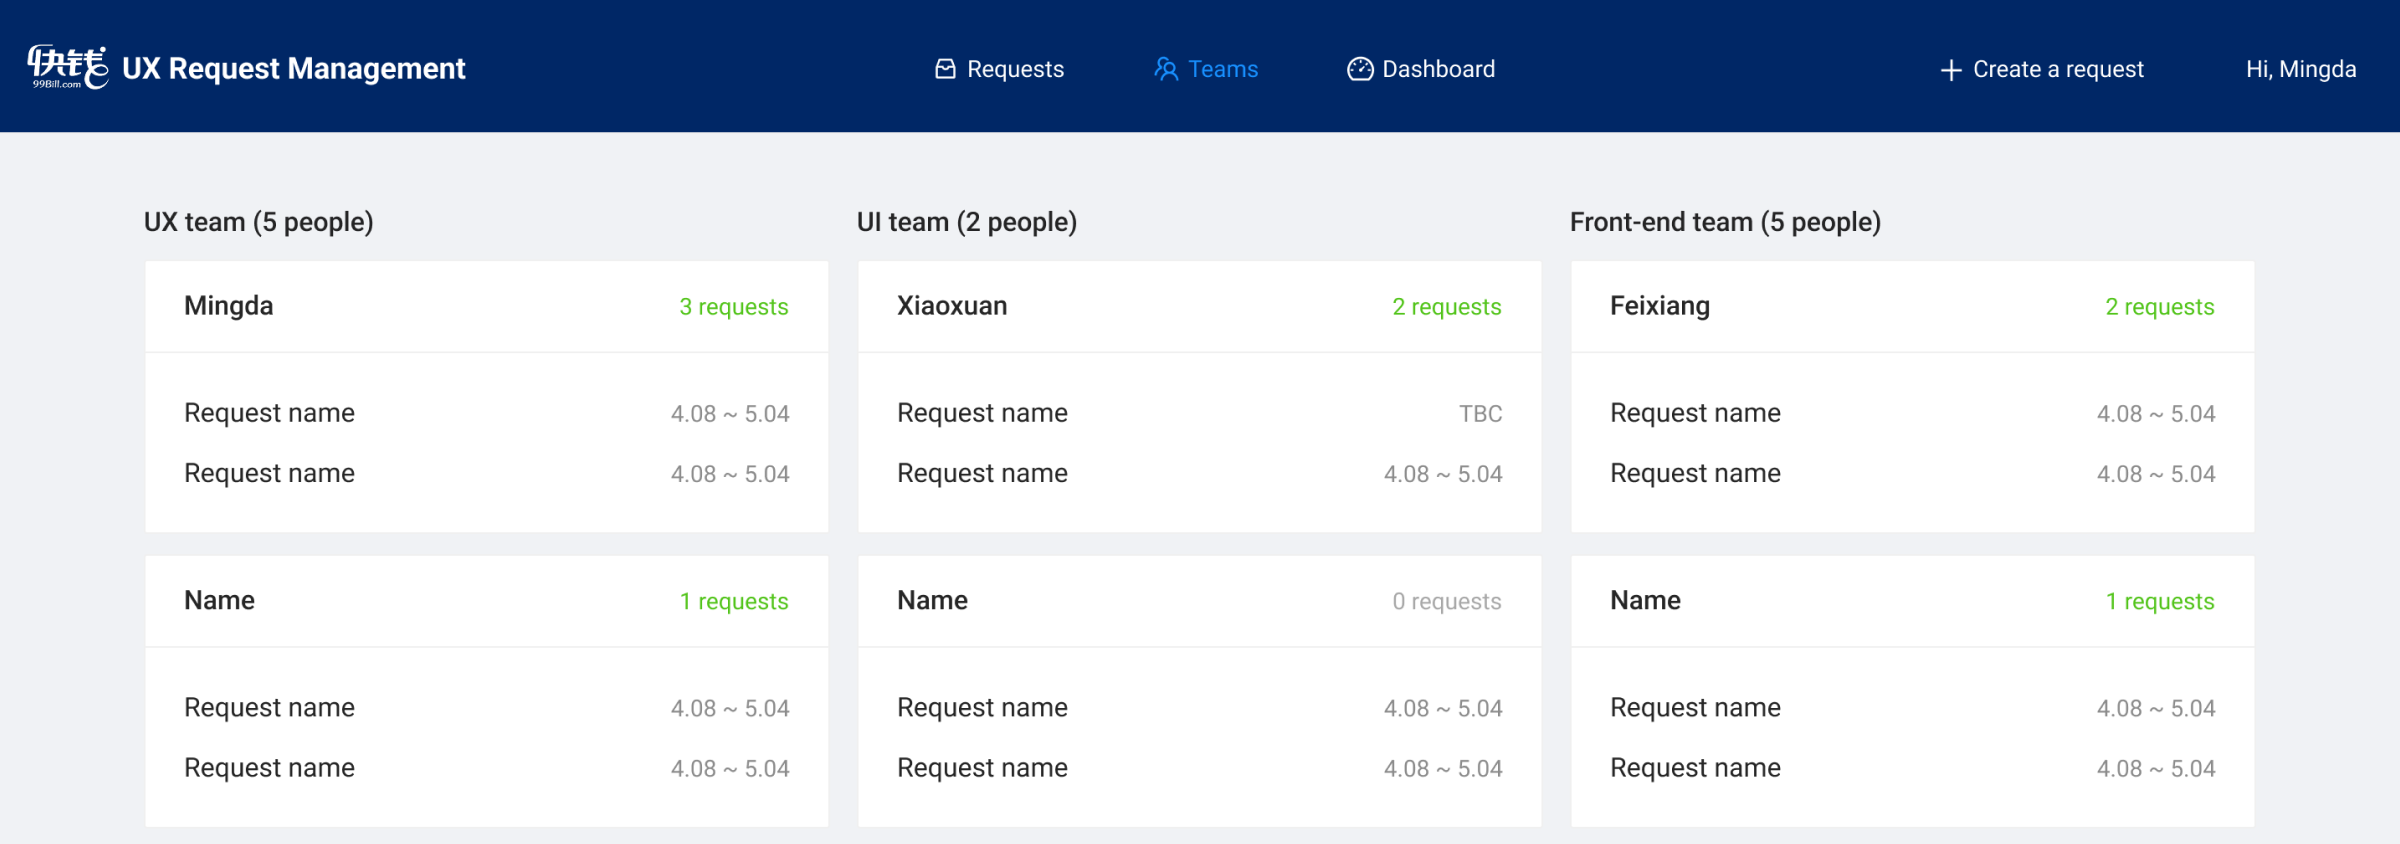 快钱
99Bill.com
UX Request Management
Requests
Teams
Dashboard
Create a request
Hi, Mingda
UX team (5 people)
Mingda 3 requests
Request name 4.08 ~ 5.04
Request name 4.08 ~ 5.04
Name 1 requests
Request name 4.08 ~ 5.04
Request name 4.08 ~ 5.04
UI team (2 people)
Xiaoxuan 2 requests
Request name TBC
Request name 4.08 ~ 5.04
Name 0 requests
Request name 4.08 ~ 5.04
Request name 4.08 ~ 5.04
Front-end team (5 people)
Feixiang 2 requests
Request name 4.08 ~ 5.04
Request name 4.08 ~ 5.04
Name 1 requests
Request name 4.08 ~ 5.04
Request name 4.08 ~ 5.04